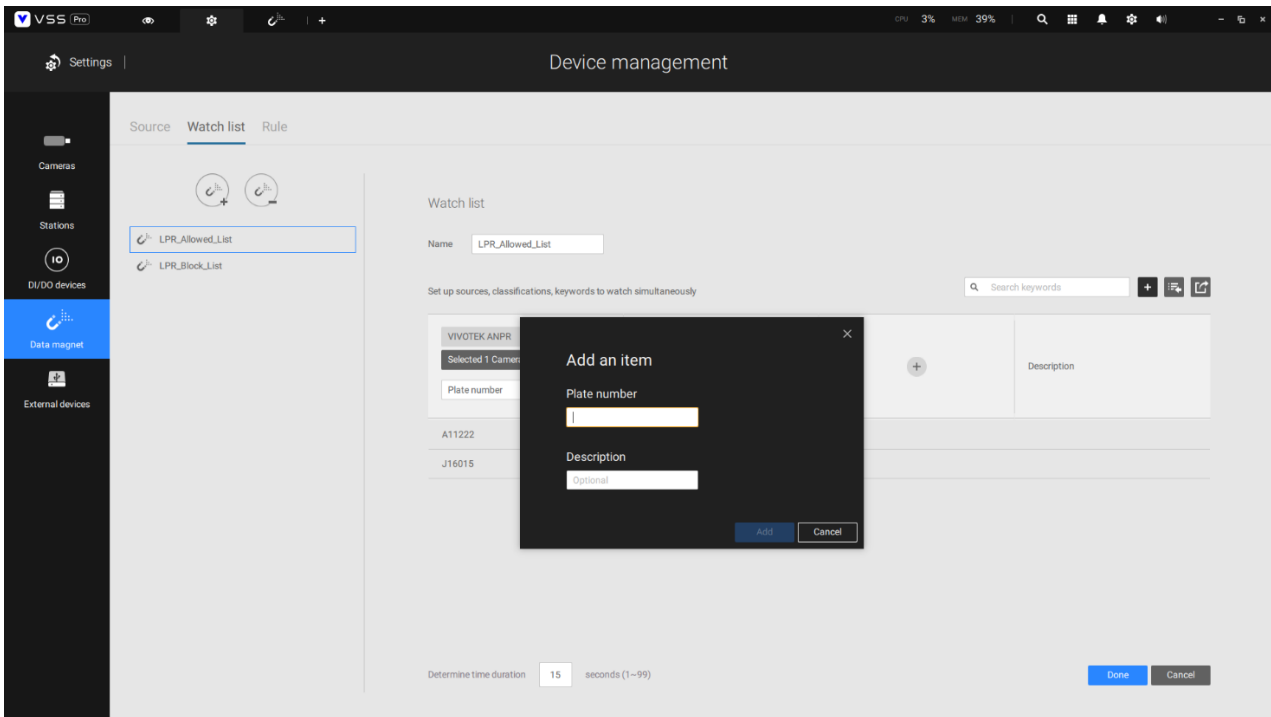 VSS Pro
CPU 3% MEM 39%
Settings
Device management
Cameras
Stations
IO
DI/DO devices
Data magnet
External devices
Source Watch list Rule
LPR_Allowed_List
LPR_Block_List
Watch list
Name LPR_Allowed_List
Set up sources, classifications, keywords to watch simultaneously
Search keywords
VIVOTEK ANPR
Selected 1 Camer
Plate number
Description
A11222
J16015
Add an item
Plate number
Description
Optional
Add Cancel
Determine time duration 15 seconds (1~99)
Done Cancel